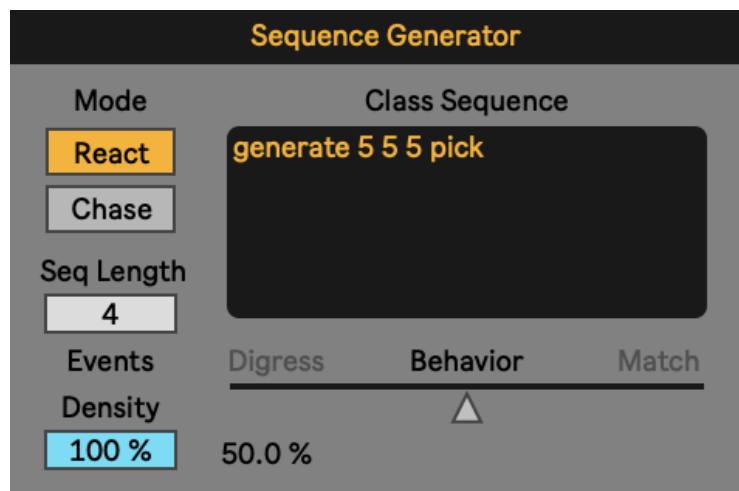 Sequence Generator
Mode
React
Chase
Seq Length
4
Events
Density
100 %
Class Sequence
generate 5 5 5 pick
Digress Behavior Match
50.0 %